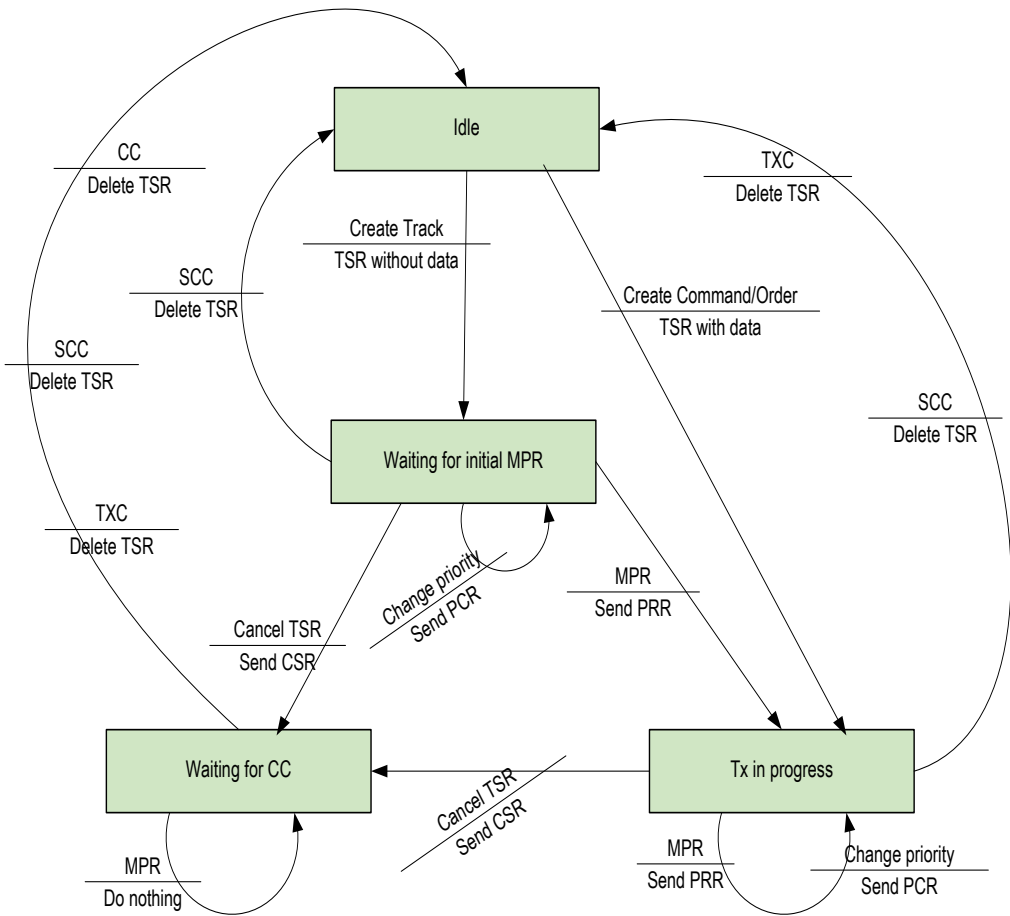 Idle
CC
Delete TSR
TXC
Delete TSR
Create Track
TSR without data
SCC
Delete TSR
Create Command/Order
TSR with data
SCC
Delete TSR
SCC
Delete TSR
Waiting for initial MPR
TXC
Delete TSR
Change priority
Send PCR
MPR
Send PRR
Cancel TSR
Send CSR
Waiting for CC
Tx in progress
Cancel TSR
Send CSR
MPR
Do nothing
MPR
Send PRR
Change priority
Send PCR